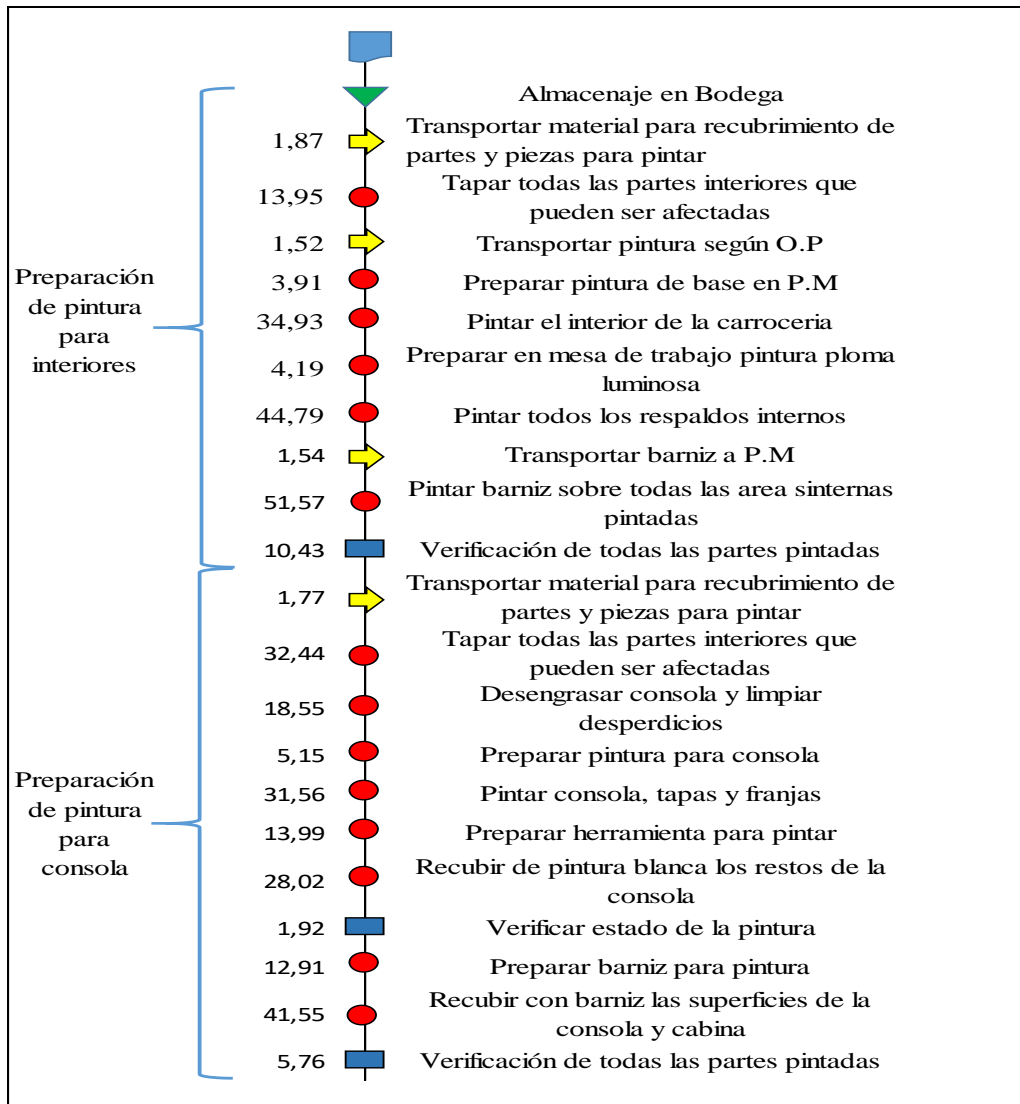 Almacenaje en Bodega
1,87
Transportar material para recubrimiento de
partes y piezas para pintar
13,95
Tapar todas las partes interiores que
pueden ser afectadas
1,52
Transportar pintura según O.P
Preparación
de pintura
para
interiores
3,91
Preparar pintura de base en P.M
34,93
Pintar el interior de la carroceria
4,19
Preparar en mesa de trabajo pintura ploma
luminosa
44,79
Pintar todos los respaldos internos
1,54
Transportar barniz a P.M
51,57
Pintar barniz sobre todas las area sinternas
pintadas
10,43
Verificación de todas las partes pintadas
1,77
Transportar material para recubrimiento de
partes y piezas para pintar
32,44
Tapar todas las partes interiores que
pueden ser afectadas
18,55
Desengrasar consola y limpiar
desperdicios
5,15
Preparar pintura para consola
Preparación
de pintura
para
consola
31,56
Pintar consola, tapas y franjas
13,99
Preparar herramienta para pintar
28,02
Recubir de pintura blanca los restos de la
consola
1,92
Verificar estado de la pintura
12,91
Preparar barniz para pintura
41,55
Recubir con barniz las superficies de la
consola y cabina
5,76
Verificación de todas las partes pintadas